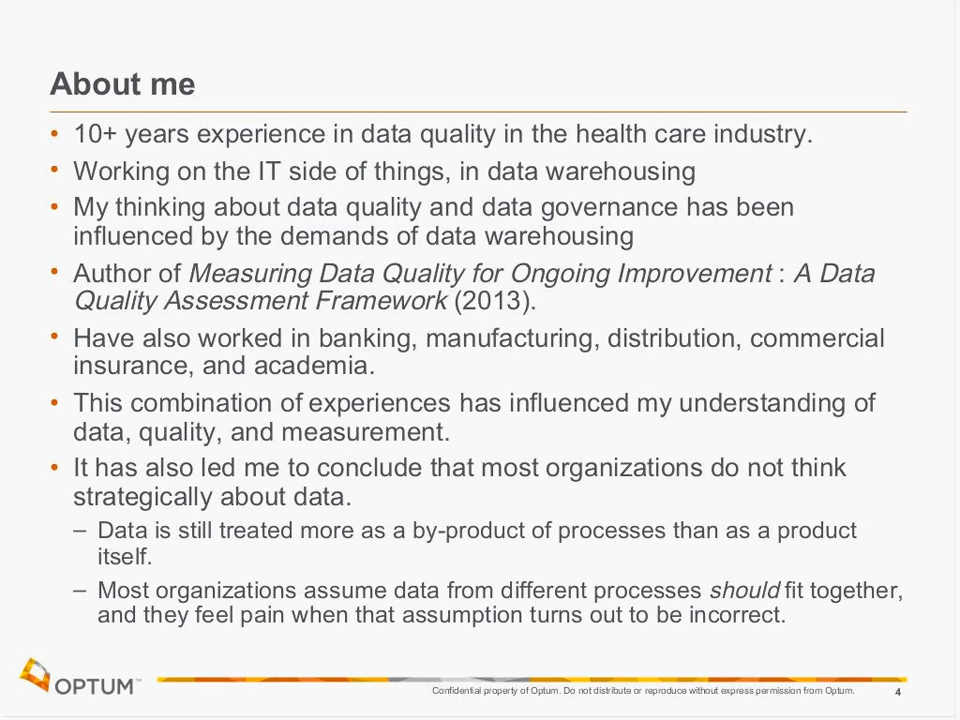 About me
• 10+ years experience in data quality in the health care industry.
• Working on the IT side of things, in data warehousing
• My thinking about data quality and data governance has been
influenced by the demands of data warehousing
• Author of Measuring Data Quality for Ongoing Improvement : A Data
Quality Assessment Framework (2013).
• Have also worked in banking, manufacturing, distribution, commercial
insurance, and academia.
• This combination of experiences has influenced my understanding of
data, quality, and measurement.
• It has also led me to conclude that most organizations do not think
strategically about data.
– Data is still treated more as a by-product of processes than as a product
itself.
– Most organizations assume data from different processes should fit together,
and they feel pain when that assumption turns out to be incorrect.
OPTUM™
Confidential property of Optum. Do not distribute or reproduce without express permission from Optum. 4